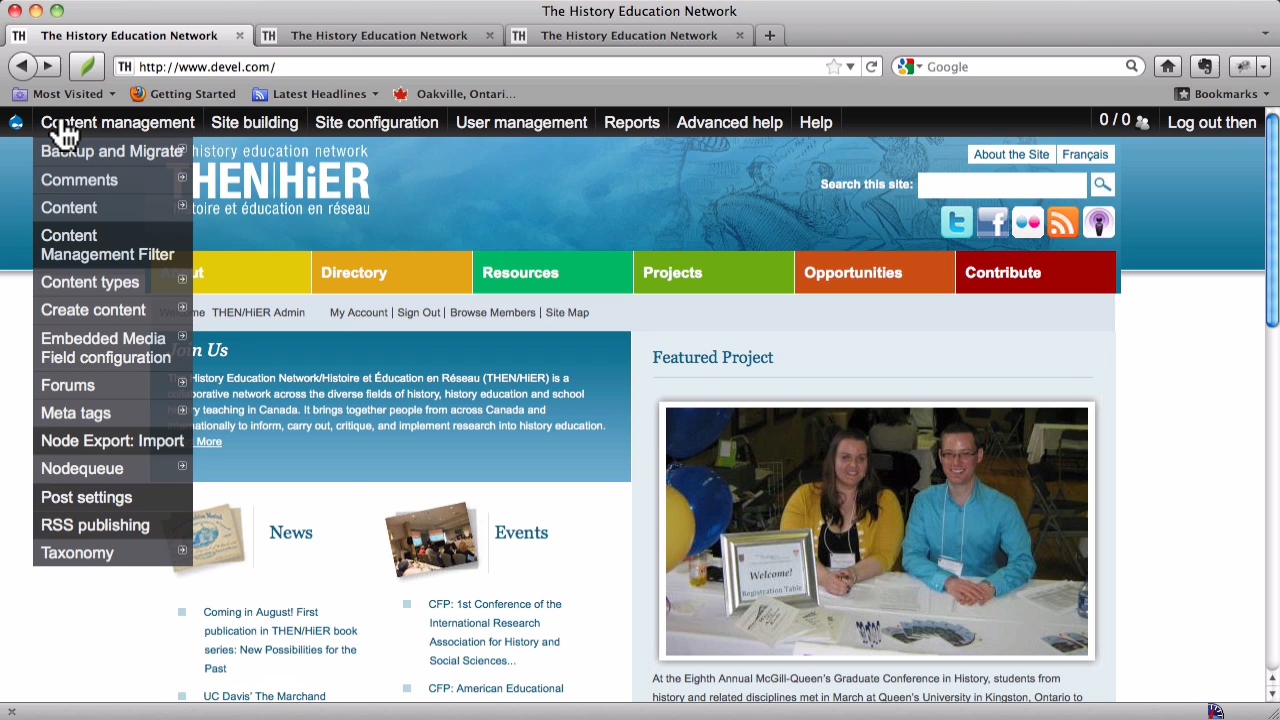 The History Education Network
TH The History Education Network
TH The History Education Network
TH The History Education Network
TH http://www.devel.com/
Google
Most Visited
Getting Started
Latest Headlines
Oakville, Ontari...
Bookmarks
Content management
Site building
Site configuration
User management
Reports
Advanced help
Help
0 / 0
Log out then
Backup and Migrate
Comments
Content
Content
Management Filter
Content types
Create content
Embedded Media
Field configuration
Forums
Meta tags
Node Export: Import
Nodequeue
Post settings
RSS publishing
Taxonomy
history education network
THEN|HiER
histoire et éducation en réseau
About the Site
Français
Search this site:
About
Directory
Resources
Projects
Opportunities
Contribute
Welcome THEN/HiER Admin
My Account | Sign Out | Browse Members | Site Map
Join Us
The History Education Network/Histoire et Éducation en Réseau (THEN/HiER) is a
collaborative network across the diverse fields of history, history education and school
history teaching in Canada. It brings together people from across Canada and
internationally to inform, carry out, critique, and implement research into history education.
More
News
Coming in August! First
publication in THEN/HiER book
series: New Possibilities for the
Past
UC Davis' The Marchand
Events
CFP: 1st Conference of the
International Research
Association for History and
Social Sciences...
CFP: American Educational
Featured Project
Welcome!
Registration Table
At the Eighth Annual McGill-Queen's Graduate Conference in History, students from
history and related disciplines met in March at Queen's University in Kingston, Ontario to